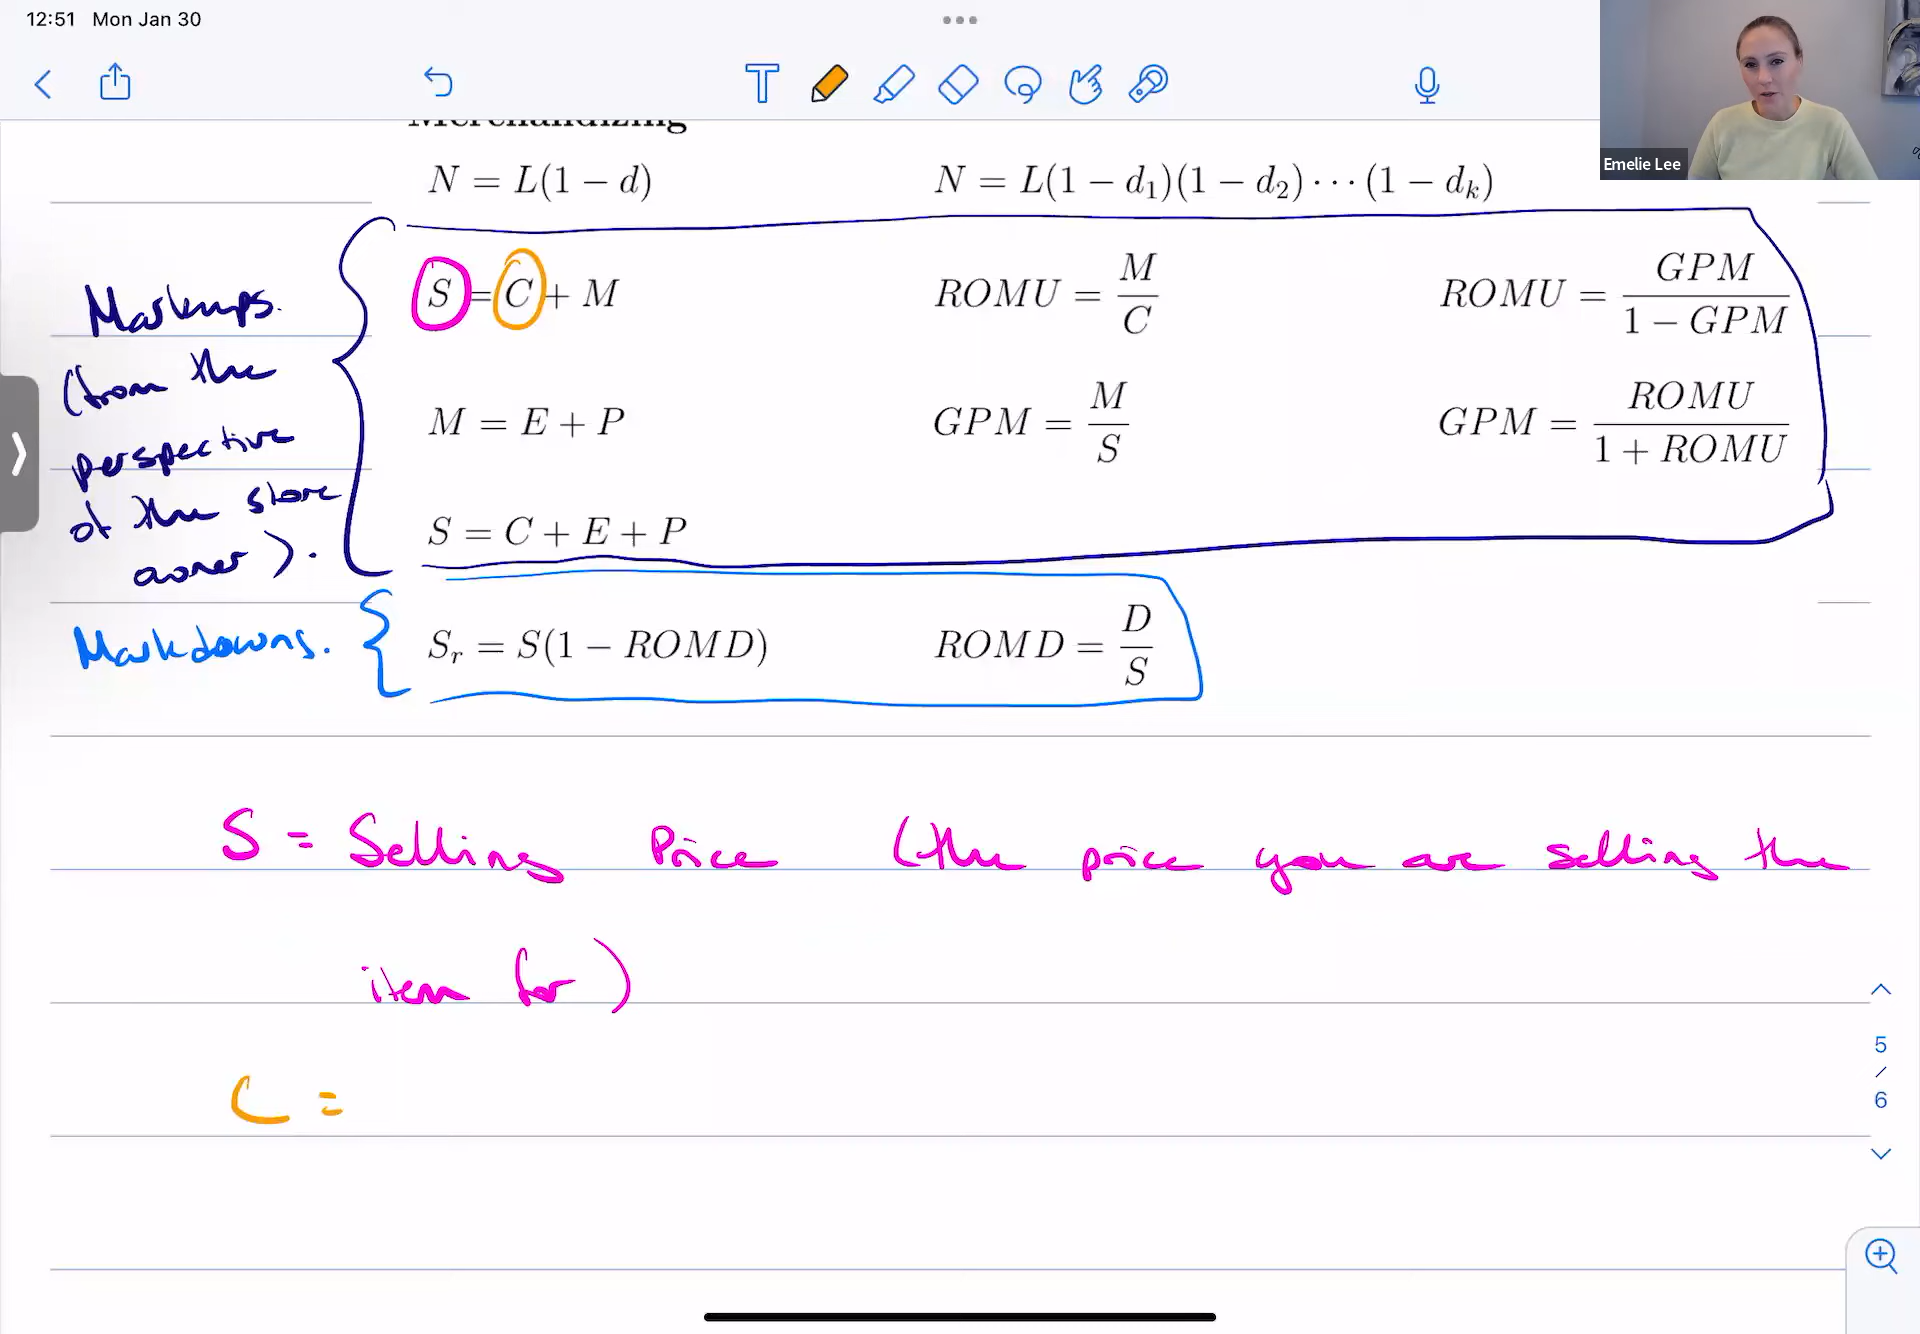 12:51 Mon Jan 30
Emelie Lee
Merchandizing
N = L(1 − d)
N = L(1 − d₁)(1 − d₂) ⋯ (1 − dₖ)
S = C + M
ROMU = M/C
ROMU = GPM/(1 − GPM)
Markups.
(from the
perspective
of the store
owner).
M = E + P
GPM = M/S
GPM = ROMU/(1 + ROMU)
S = C + E + P
Markdowns.
Sᵣ = S(1 − ROMD)
ROMD = D/S
S = Selling Price (the price you are selling the
item for)
C =
5
/
6